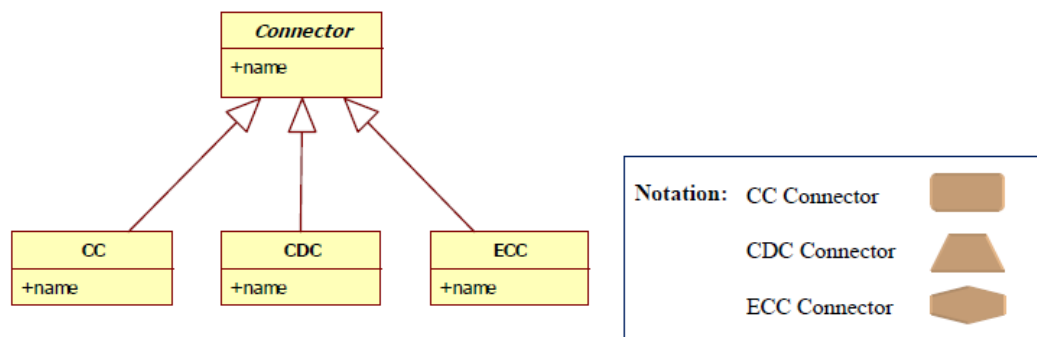 Connector
+name
CC
+name
CDC
+name
ECC
+name
Notation: CC Connector
CDC Connector
ECC Connector